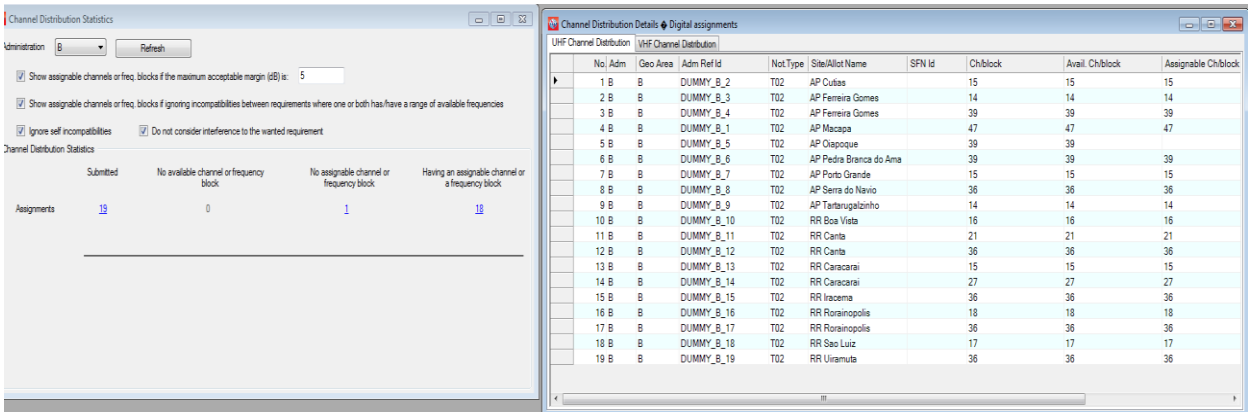 Channel Distribution Statistics
Administration B Refresh
Show assignable channels or freq. blocks if the maximum acceptable margin (dB) is: 5
Show assignable channels or freq. blocks if ignoring incompatibilities between requirements where one or both has/have a range of available frequencies
Ignore self incompatibilities Do not consider interference to the wanted requirement
Channel Distribution Statistics
Submitted No available channel or frequency block No assignable channel or frequency block Having an assignable channel or a frequency block
Assignments 19 0 1 18
Channel Distribution Details � Digital assignments
UHF Channel Distribution VHF Channel Distribution
No. Adm Geo Area Adm Ref Id Not.Type Site/Allot Name SFN Id Ch/block Avail. Ch/block Assignable Ch/block
1 B B DUMMY_B_2 T02 AP Cutias 15 15 15
2 B B DUMMY_B_3 T02 AP Ferreira Gomes 14 14 14
3 B B DUMMY_B_4 T02 AP Ferreira Gomes 39 39 39
4 B B DUMMY_B_1 T02 AP Macapa 47 47 47
5 B B DUMMY_B_5 T02 AP Oiapoque 39 39
6 B B DUMMY_B_6 T02 AP Pedra Branca do Ama 39 39 39
7 B B DUMMY_B_7 T02 AP Porto Grande 15 15 15
8 B B DUMMY_B_8 T02 AP Serra do Navio 36 36 36
9 B B DUMMY_B_9 T02 AP Tartarugalzinho 14 14 14
10 B B DUMMY_B_10 T02 RR Boa Vista 16 16 16
11 B B DUMMY_B_11 T02 RR Canta 21 21 21
12 B B DUMMY_B_12 T02 RR Canta 36 36 36
13 B B DUMMY_B_13 T02 RR Caracarai 15 15 15
14 B B DUMMY_B_14 T02 RR Caracarai 27 27 27
15 B B DUMMY_B_15 T02 RR Iracema 36 36 36
16 B B DUMMY_B_16 T02 RR Rorainopolis 18 18 18
17 B B DUMMY_B_17 T02 RR Rorainopolis 36 36 36
18 B B DUMMY_B_18 T02 RR Sao Luiz 17 17 17
19 B B DUMMY_B_19 T02 RR Uiramuta 36 36 36